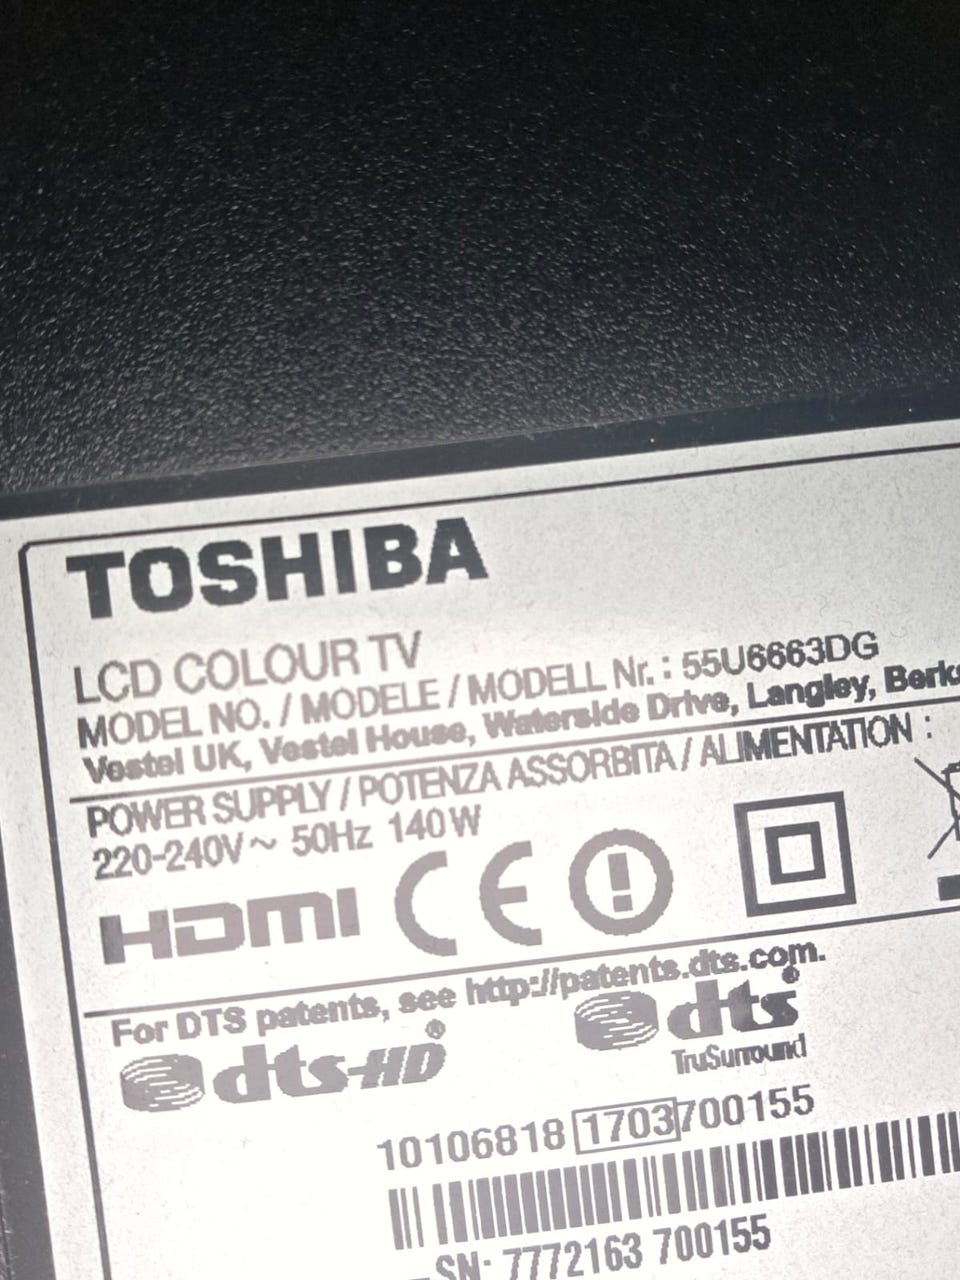 TOSHIBA
LCD COLOUR TV
MODEL NO. / MODELE / MODELL Nr. : 55U6663DG
Vestel UK, Vestel House, Waterside Drive, Langley, Berks
POWER SUPPLY / POTENZA ASSORBITA / ALIMENTATION :
220-240V~ 50Hz 140W
HDMI CE
For DTS patents, see http://patents.dts.com.
dts-HD® dts®
TruSurround
10106818 1703 700155
SN: 7772163 700155